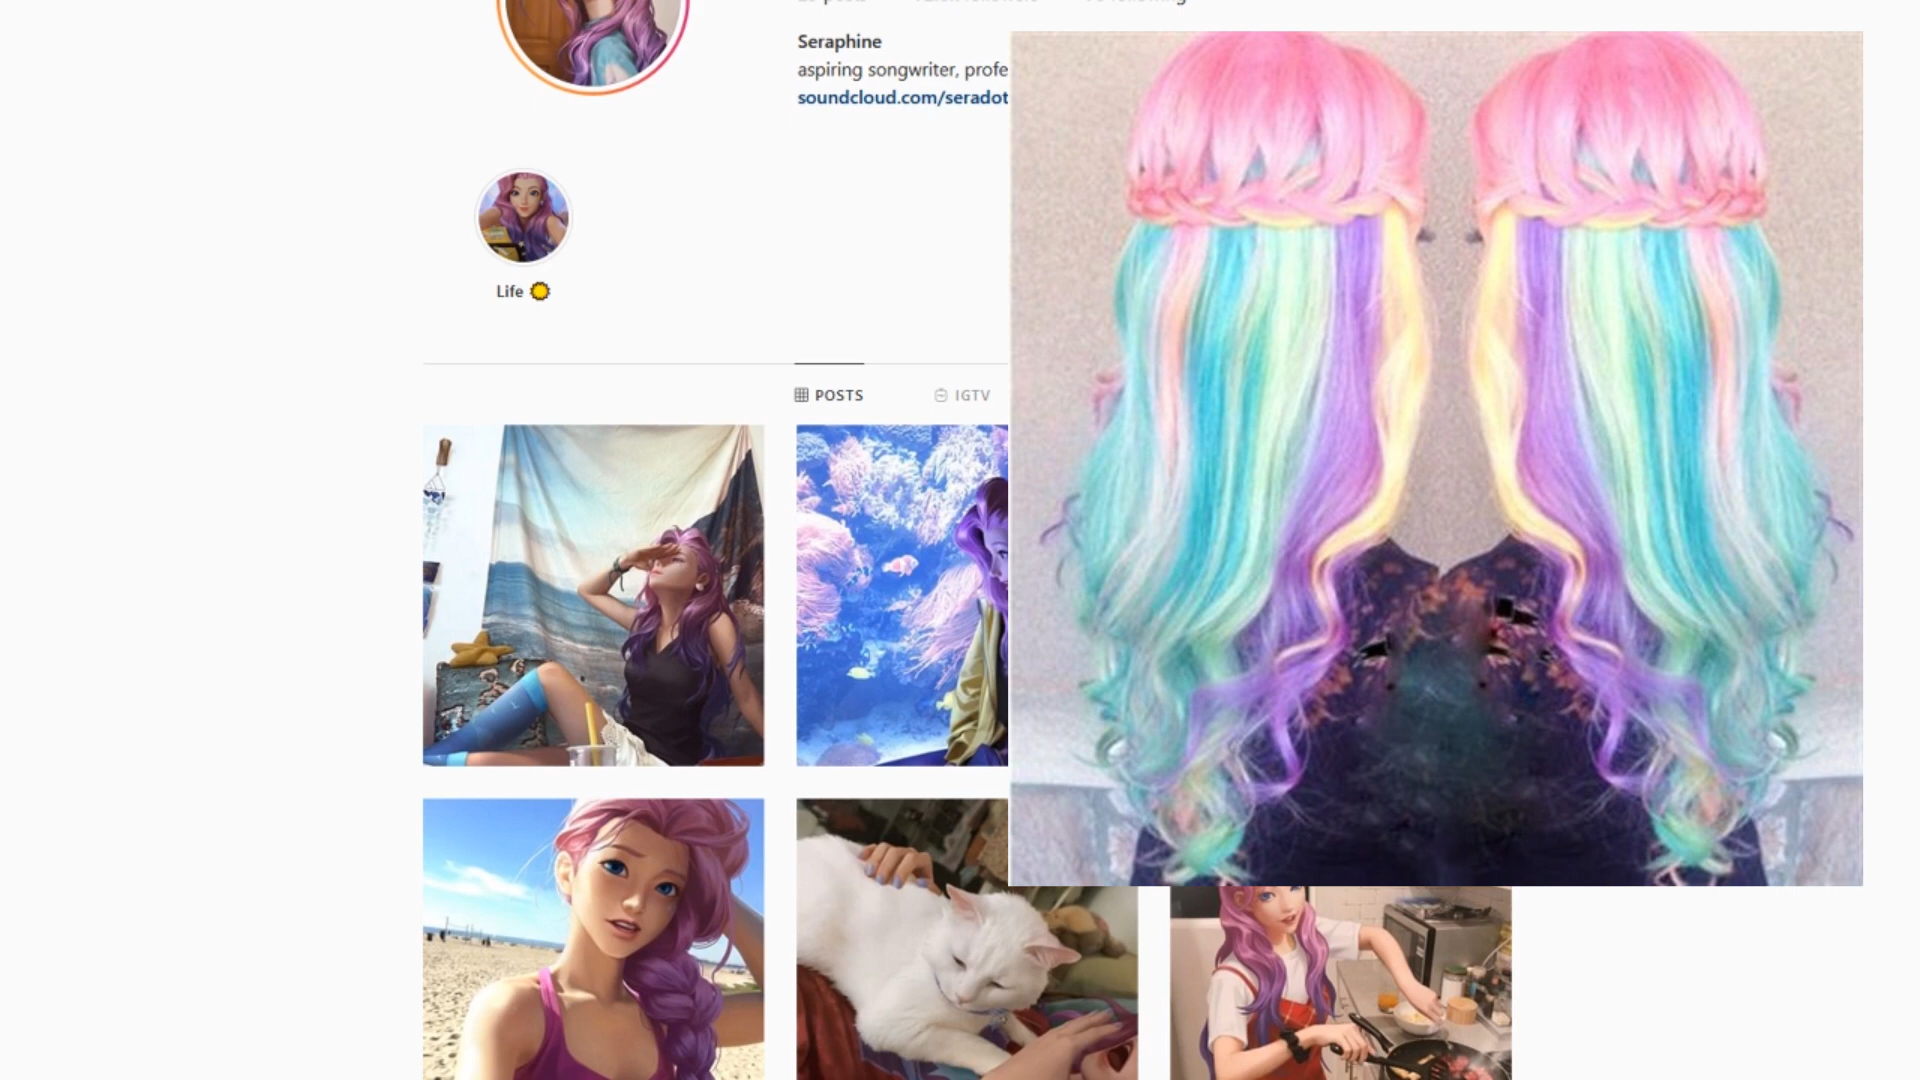 Seraphine
aspiring songwriter, profe
soundcloud.com/seradot
Life
POSTS
IGTV